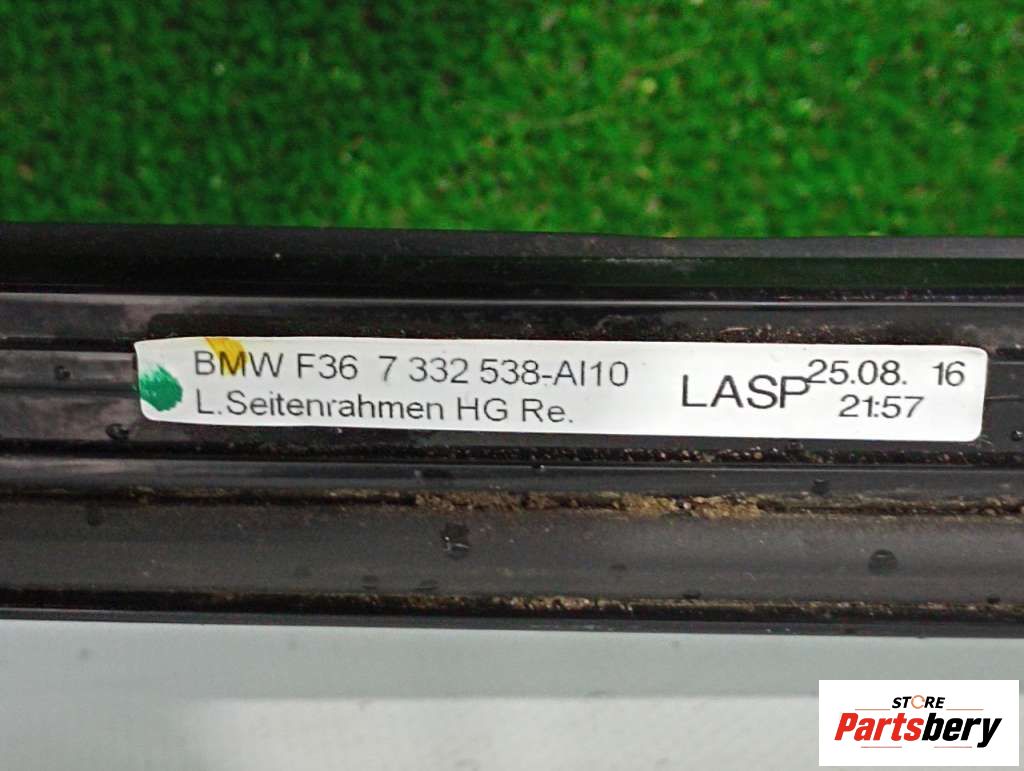 BMW F36 7 332 538-AI10
L.Seitenrahmen HG Re.
LASP
25.08. 16
21:57
STORE
Partsbery